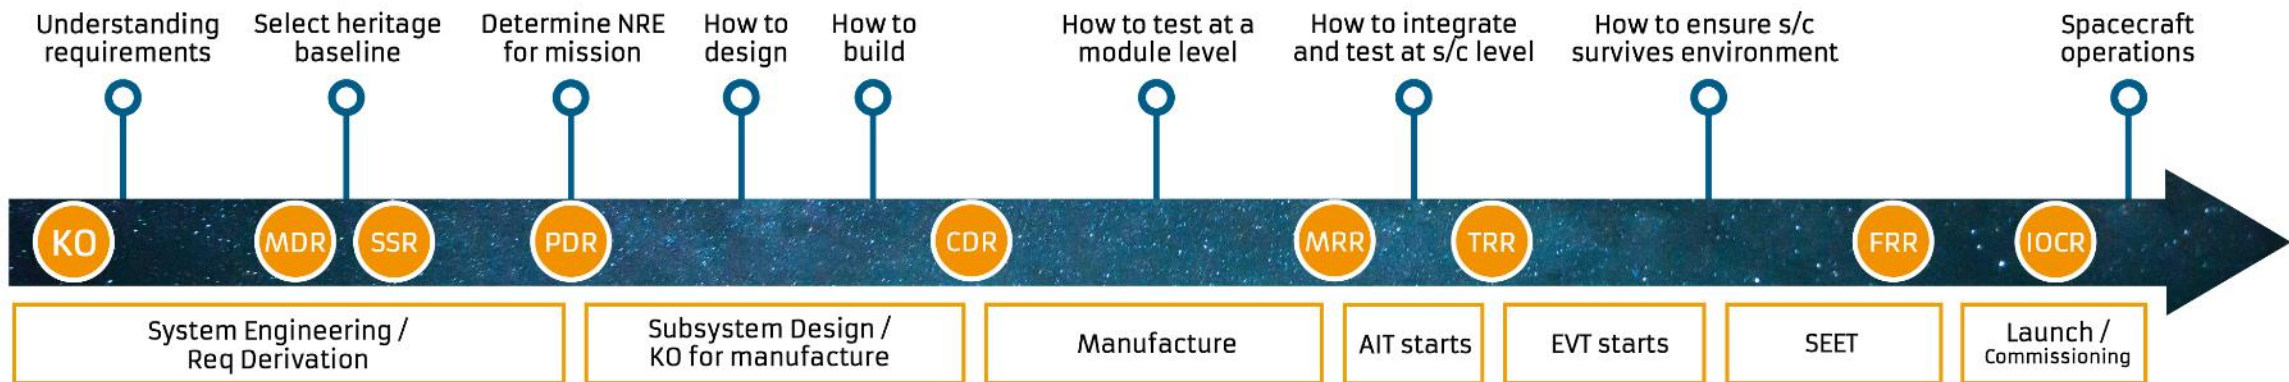 Understanding
requirements
Select heritage
baseline
Determine NRE
for mission
How to
design
How to
build
How to test at a
module level
How to integrate
and test at s/c level
How to ensure s/c
survives environment
Spacecraft
operations
KO
MDR
SSR
PDR
CDR
MRR
TRR
FRR
IOCR
System Engineering /
Req Derivation
Subsystem Design /
KO for manufacture
Manufacture
AIT starts
EVT starts
SEET
Launch /
Commissioning